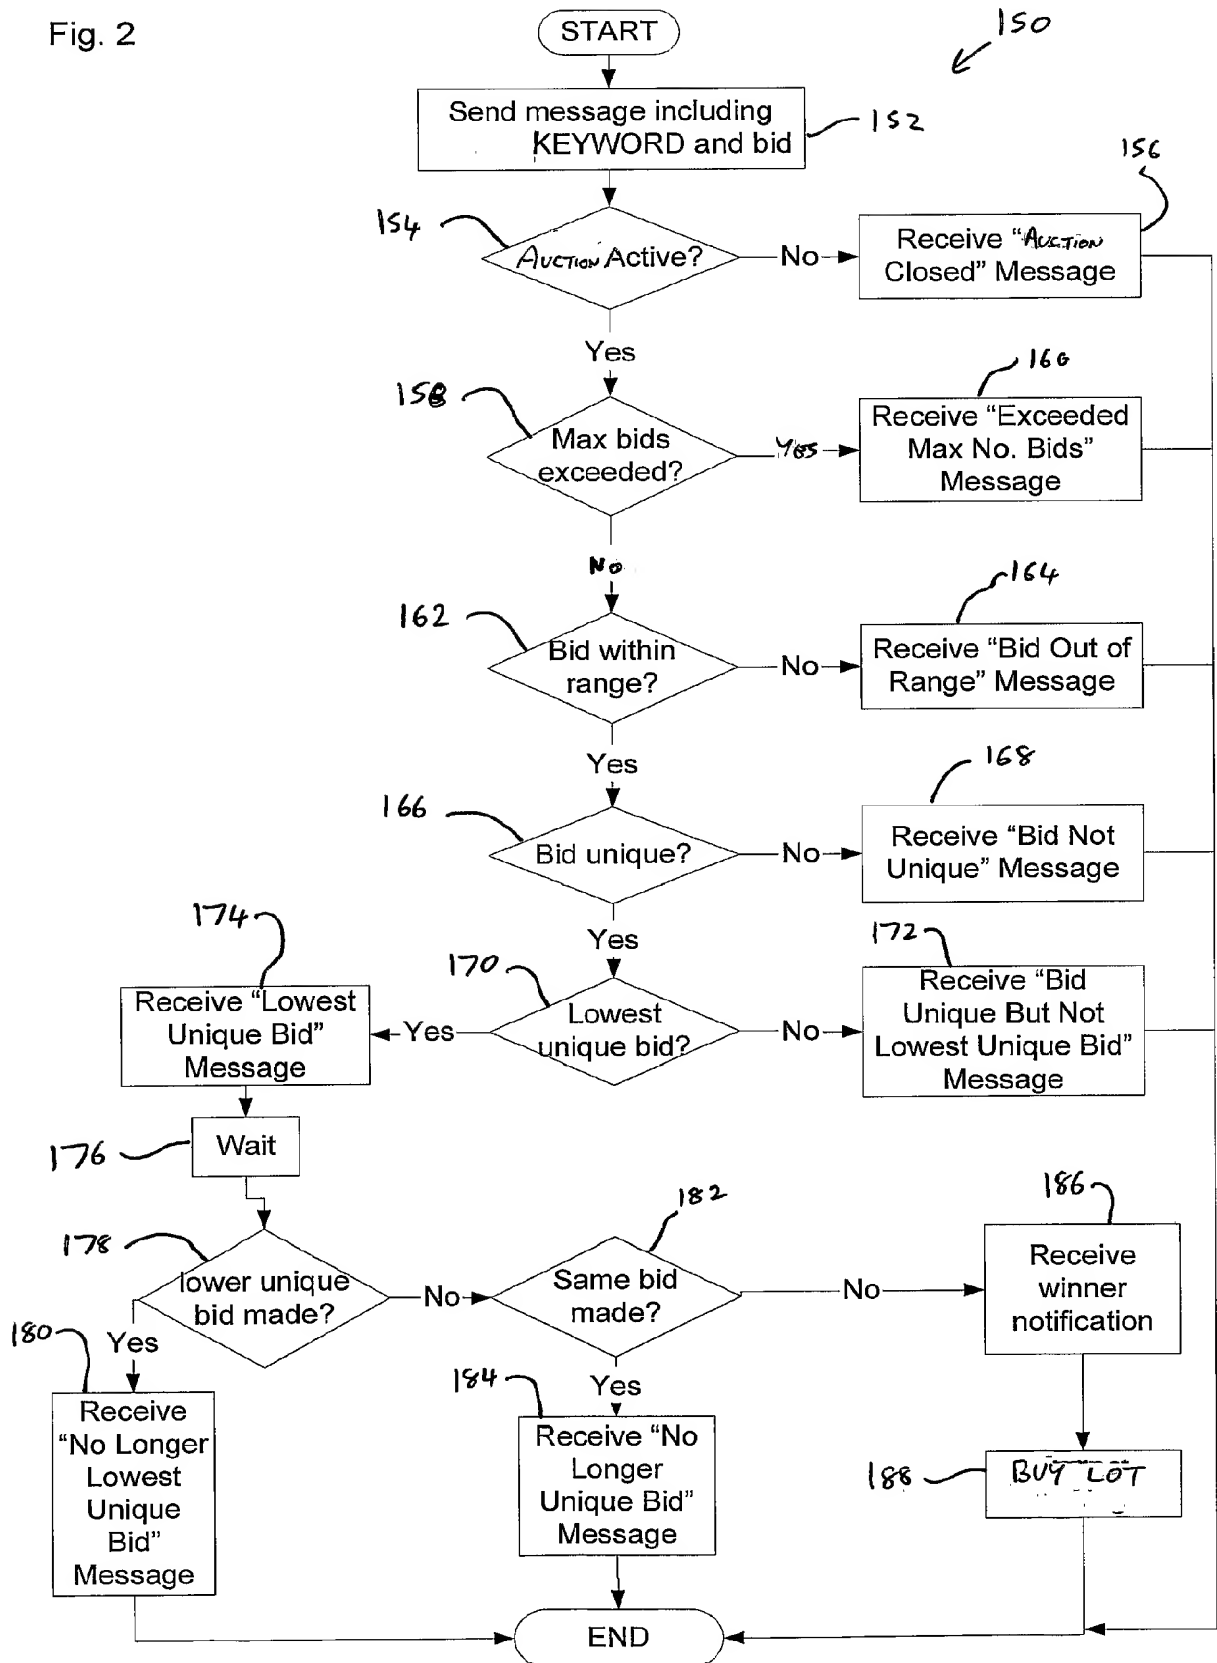 Fig. 2
START
150
Send message including
KEYWORD and bid
152
154
AUCTION Active?
No
Receive "AUCTION
Closed" Message
156
Yes
158
Max bids
exceeded?
YES
Receive "Exceeded
Max No. Bids"
Message
160
No
162
Bid within
range?
No
Receive "Bid Out of
Range" Message
164
Yes
166
Bid unique?
No
Receive "Bid Not
Unique" Message
168
Yes
170
Lowest
unique bid?
No
Receive "Bid
Unique But Not
Lowest Unique Bid"
Message
172
Yes
174
Receive "Lowest
Unique Bid"
Message
176
Wait
178
lower unique
bid made?
No
182
Same bid
made?
No
186
Receive
winner
notification
180
Yes
Receive
"No Longer
Lowest
Unique
Bid"
Message
184
Yes
Receive "No
Longer
Unique Bid"
Message
188
BUY LOT
END